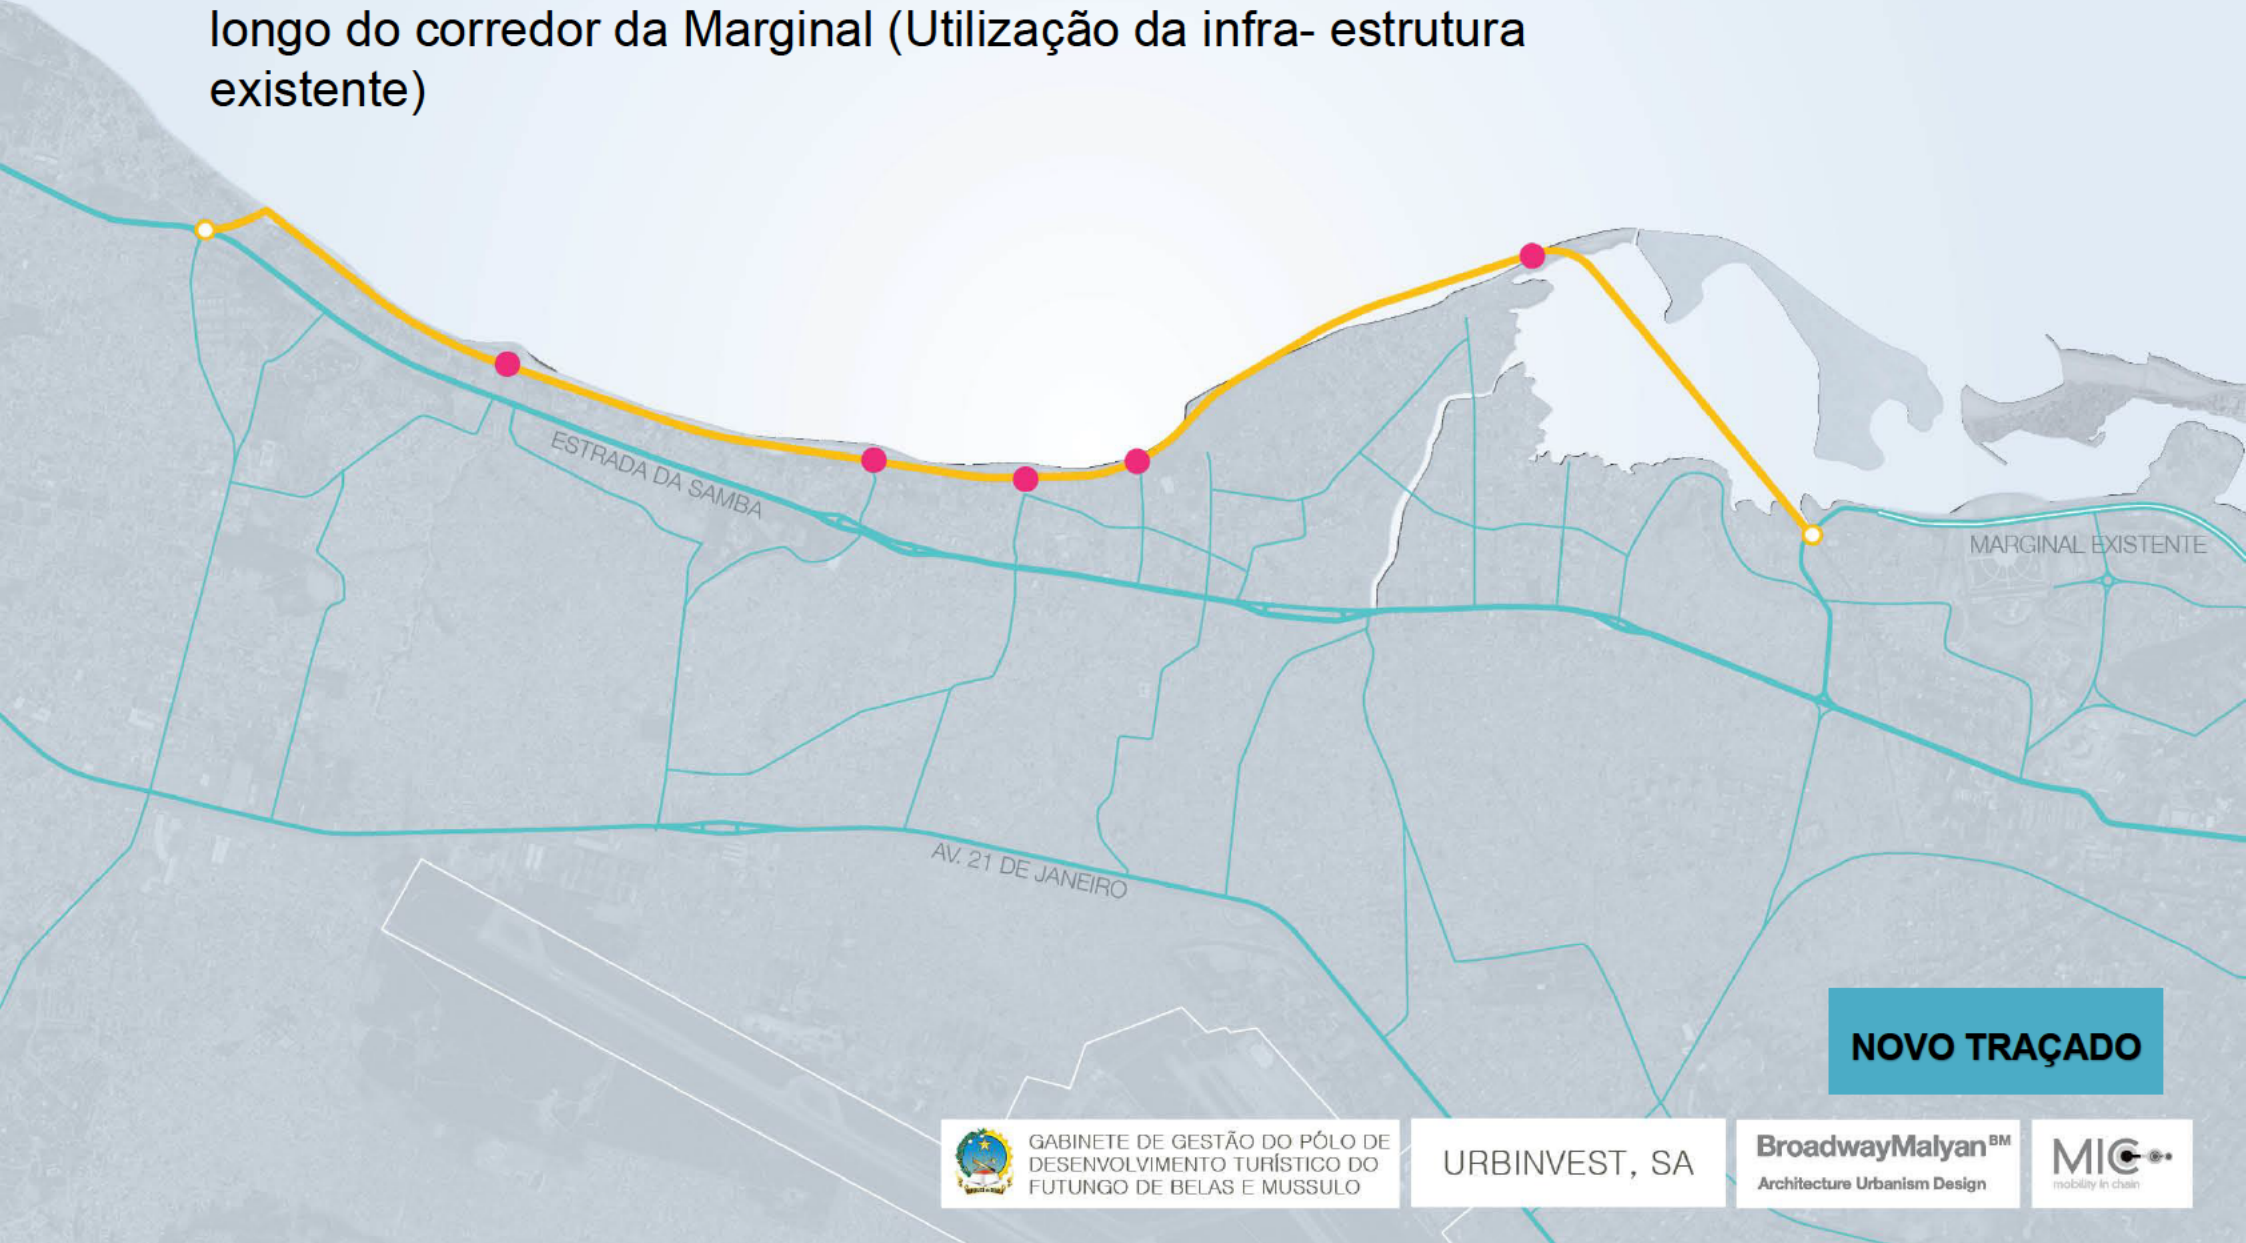 longo do corredor da Marginal (Utilização da infra- estrutura
existente)
ESTRADA DA SAMBA
MARGINAL EXISTENTE
AV. 21 DE JANEIRO
NOVO TRAÇADO
GABINETE DE GESTÃO DO PÓLO DE
DESENVOLVIMENTO TURÍSTICO DO
FUTUNGO DE BELAS E MUSSULO
URBINVEST, SA
BroadwayMalyan BM
Architecture Urbanism Design
MIC
mobility in chain